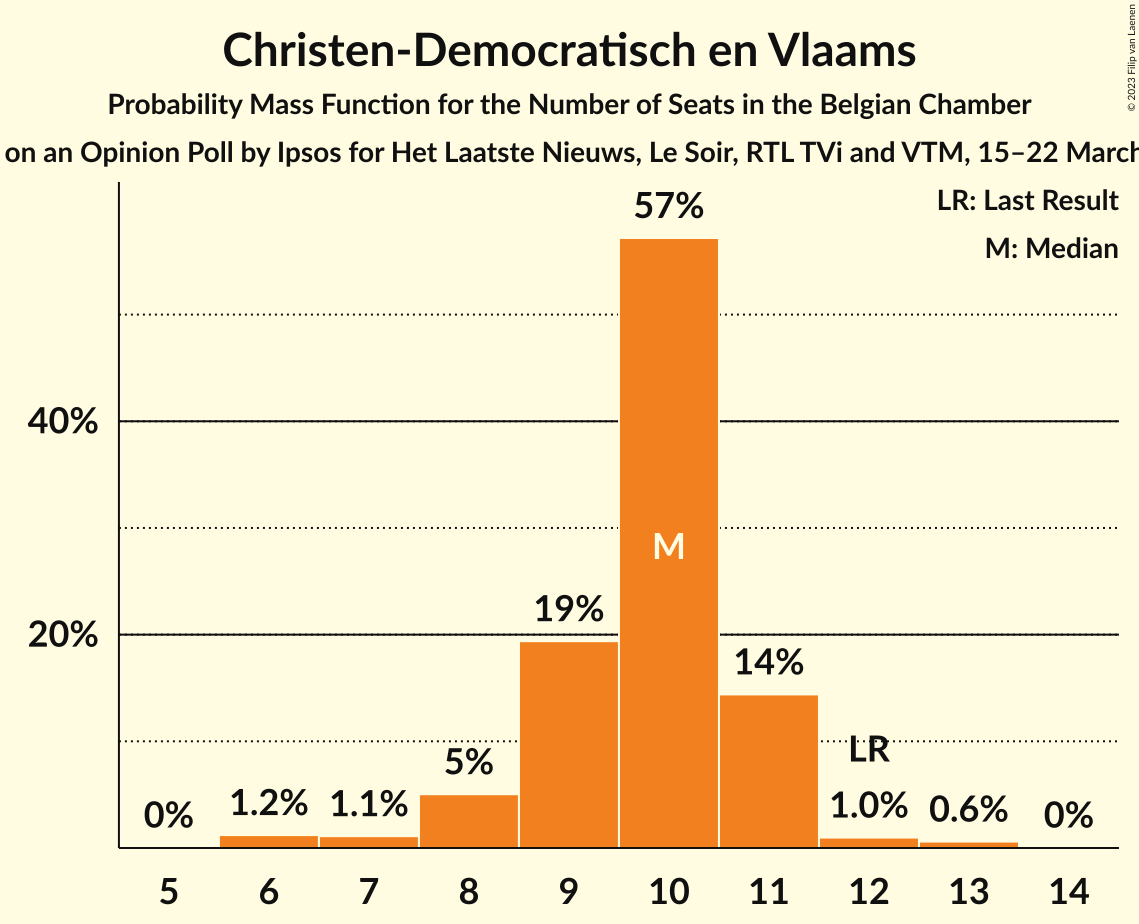 Christen-Democratisch en Vlaams
Probability Mass Function for the Number of Seats in the Belgian Chamber
on an Opinion Poll by Ipsos for Het Laatste Nieuws, Le Soir, RTL TVi and VTM, 15–22 March
© 2023 Filip van Laenen
LR: Last Result
M: Median
57%
40%
M
19%
20%
14%
LR
5%
0%
1.2%
1.1%
1.0%
0.6%
0%
5 6 7 8 9 10 11 12 13 14